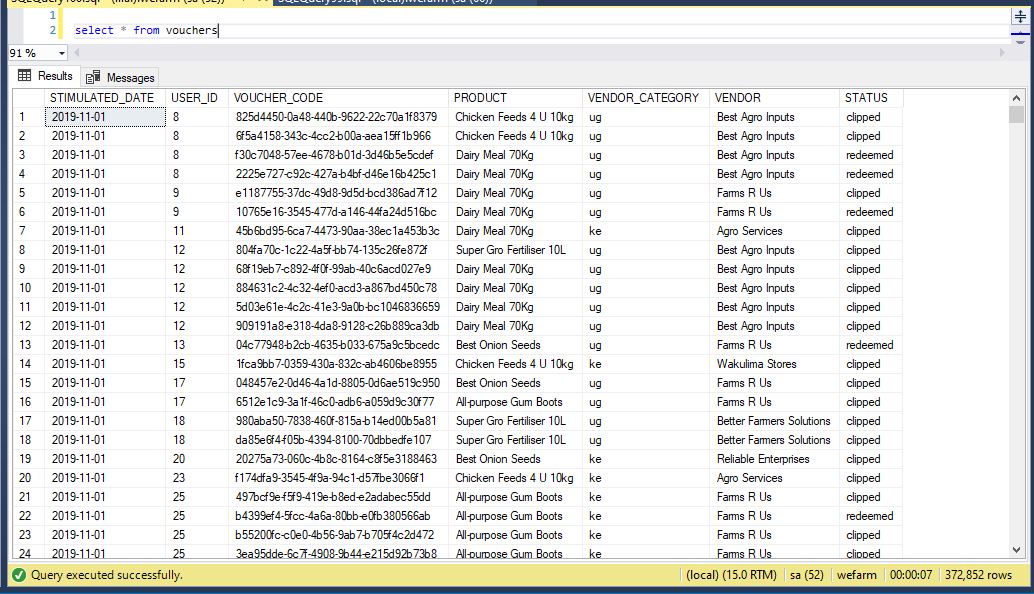 1
2 select * from vouchers
91 %
Results Messages
STIMULATED_DATE USER_ID VOUCHER_CODE PRODUCT VENDOR_CATEGORY VENDOR STATUS
1 2019-11-01 8 825d4450-0a48-440b-9622-22c70a1f8379 Chicken Feeds 4 U 10kg ug Best Agro Inputs clipped
2 2019-11-01 8 6f5a4158-343c-4cc2-b00a-aea15ff1b966 Chicken Feeds 4 U 10kg ug Best Agro Inputs clipped
3 2019-11-01 8 f30c7048-57ee-4678-b01d-3d46b5e5cdef Dairy Meal 70Kg ug Best Agro Inputs redeemed
4 2019-11-01 8 2225e727-c92c-427a-b4bf-d46e16b425c1 Dairy Meal 70Kg ug Best Agro Inputs redeemed
5 2019-11-01 9 e1187755-37dc-49d8-9d5d-bcd386ad7f12 Dairy Meal 70Kg ug Farms R Us clipped
6 2019-11-01 9 10765e16-3545-477d-a146-44fa24d516bc Dairy Meal 70Kg ug Farms R Us redeemed
7 2019-11-01 11 45b6bd95-6ca7-4473-90aa-38ec1a453b3c Dairy Meal 70Kg ke Agro Services clipped
8 2019-11-01 12 804fa70c-1c22-4a5f-bb74-135c26fe872f Super Gro Fertiliser 10L ug Best Agro Inputs clipped
9 2019-11-01 12 68f19eb7-c892-4f0f-99ab-40c6acd027e9 Dairy Meal 70Kg ug Best Agro Inputs clipped
10 2019-11-01 12 884631c2-4c32-4ef0-acd3-a867bd450c78 Dairy Meal 70Kg ug Best Agro Inputs clipped
11 2019-11-01 12 5d03e61e-4c2c-41e3-9a0b-bc1046836659 Dairy Meal 70Kg ug Best Agro Inputs clipped
12 2019-11-01 12 909191a8-e318-4da8-9128-c26b889ca3db Dairy Meal 70Kg ug Best Agro Inputs clipped
13 2019-11-01 13 04c77948-b2cb-4635-b033-675a9c5bcedc Best Onion Seeds ug Farms R Us redeemed
14 2019-11-01 15 1fca9bb7-0359-430a-832c-ab4606be8955 Chicken Feeds 4 U 10kg ke Wakulima Stores clipped
15 2019-11-01 17 048457e2-0d46-4a1d-8805-0d6ae519c950 Best Onion Seeds ug Farms R Us clipped
16 2019-11-01 17 6512e1c9-3a1f-46c0-adb6-a059d9c30f77 All-purpose Gum Boots ug Farms R Us clipped
17 2019-11-01 18 980aba50-7838-460f-815a-b14ed00b5a81 Super Gro Fertiliser 10L ug Better Farmers Solutions clipped
18 2019-11-01 18 da85e6f4-f05b-4394-8100-70dbbedfe107 Super Gro Fertiliser 10L ug Better Farmers Solutions clipped
19 2019-11-01 20 20275a73-060c-4b8c-8164-c8f5e3188463 Best Onion Seeds ke Reliable Enterprises clipped
20 2019-11-01 23 f174dfa9-3545-4f9a-94c1-d57fbe3066f1 Chicken Feeds 4 U 10kg ke Agro Services clipped
21 2019-11-01 25 497bcf9e-f5f9-419e-b8ed-e2adabec55dd All-purpose Gum Boots ke Farms R Us clipped
22 2019-11-01 25 b4399ef4-5fcc-4a6a-80bb-e0fb380566ab All-purpose Gum Boots ke Farms R Us redeemed
23 2019-11-01 25 b55200fc-c0e0-4b56-9ab7-b705f4c2d472 All-purpose Gum Boots ke Farms R Us clipped
24 2019-11-01 25 3ea95dde-6c7f-4908-9b44-e215d92b73b8 All-purpose Gum Boots ke Farms R Us clipped
Query executed successfully. (local) (15.0 RTM) sa (52) wefarm 00:00:07 372,852 rows